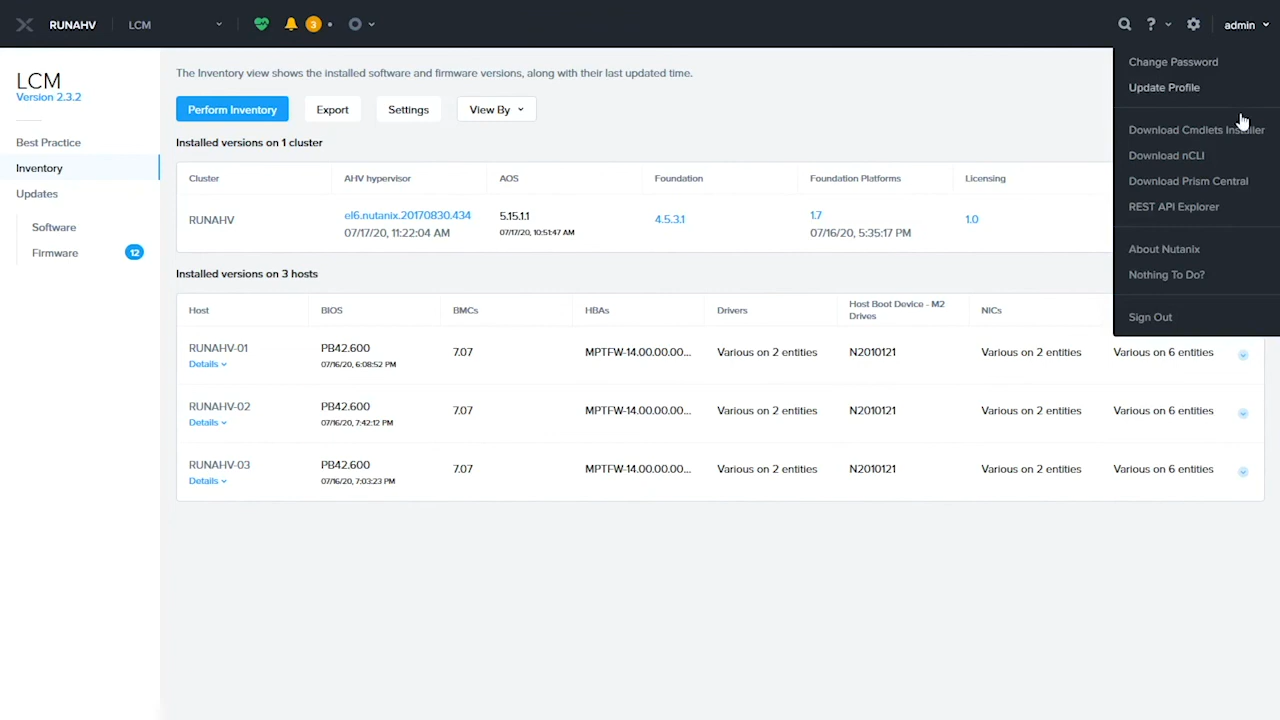 RUNAHV
LCM
3
admin
LCM
Version 2.3.2
Best Practice
Inventory
Updates
Software
Firmware
12
The Inventory view shows the installed software and firmware versions, along with their last updated time.
Perform Inventory
Export
Settings
View By
Installed versions on 1 cluster
Cluster
AHV hypervisor
AOS
Foundation
Foundation Platforms
Licensing
RUNAHV
el6.nutanix.20170830.434
07/17/20, 11:22:04 AM
5.15.1.1
07/17/20, 10:51:47 AM
4.5.3.1
1.7
07/16/20, 5:35:17 PM
1.0
Installed versions on 3 hosts
Host
BIOS
BMCs
HBAs
Drivers
Host Boot Device - M2
Drives
NICs
RUNAHV-01
Details
PB42.600
07/16/20, 6:08:52 PM
7.07
MPTFW-14.00.00.00...
Various on 2 entities
N2010121
Various on 2 entities
Various on 6 entities
RUNAHV-02
Details
PB42.600
07/16/20, 7:42:12 PM
7.07
MPTFW-14.00.00.00...
Various on 2 entities
N2010121
Various on 2 entities
Various on 6 entities
RUNAHV-03
Details
PB42.600
07/16/20, 7:03:23 PM
7.07
MPTFW-14.00.00.00...
Various on 2 entities
N2010121
Various on 2 entities
Various on 6 entities
Change Password
Update Profile
Download Cmdlets Installer
Download nCLI
Download Prism Central
REST API Explorer
About Nutanix
Nothing To Do?
Sign Out